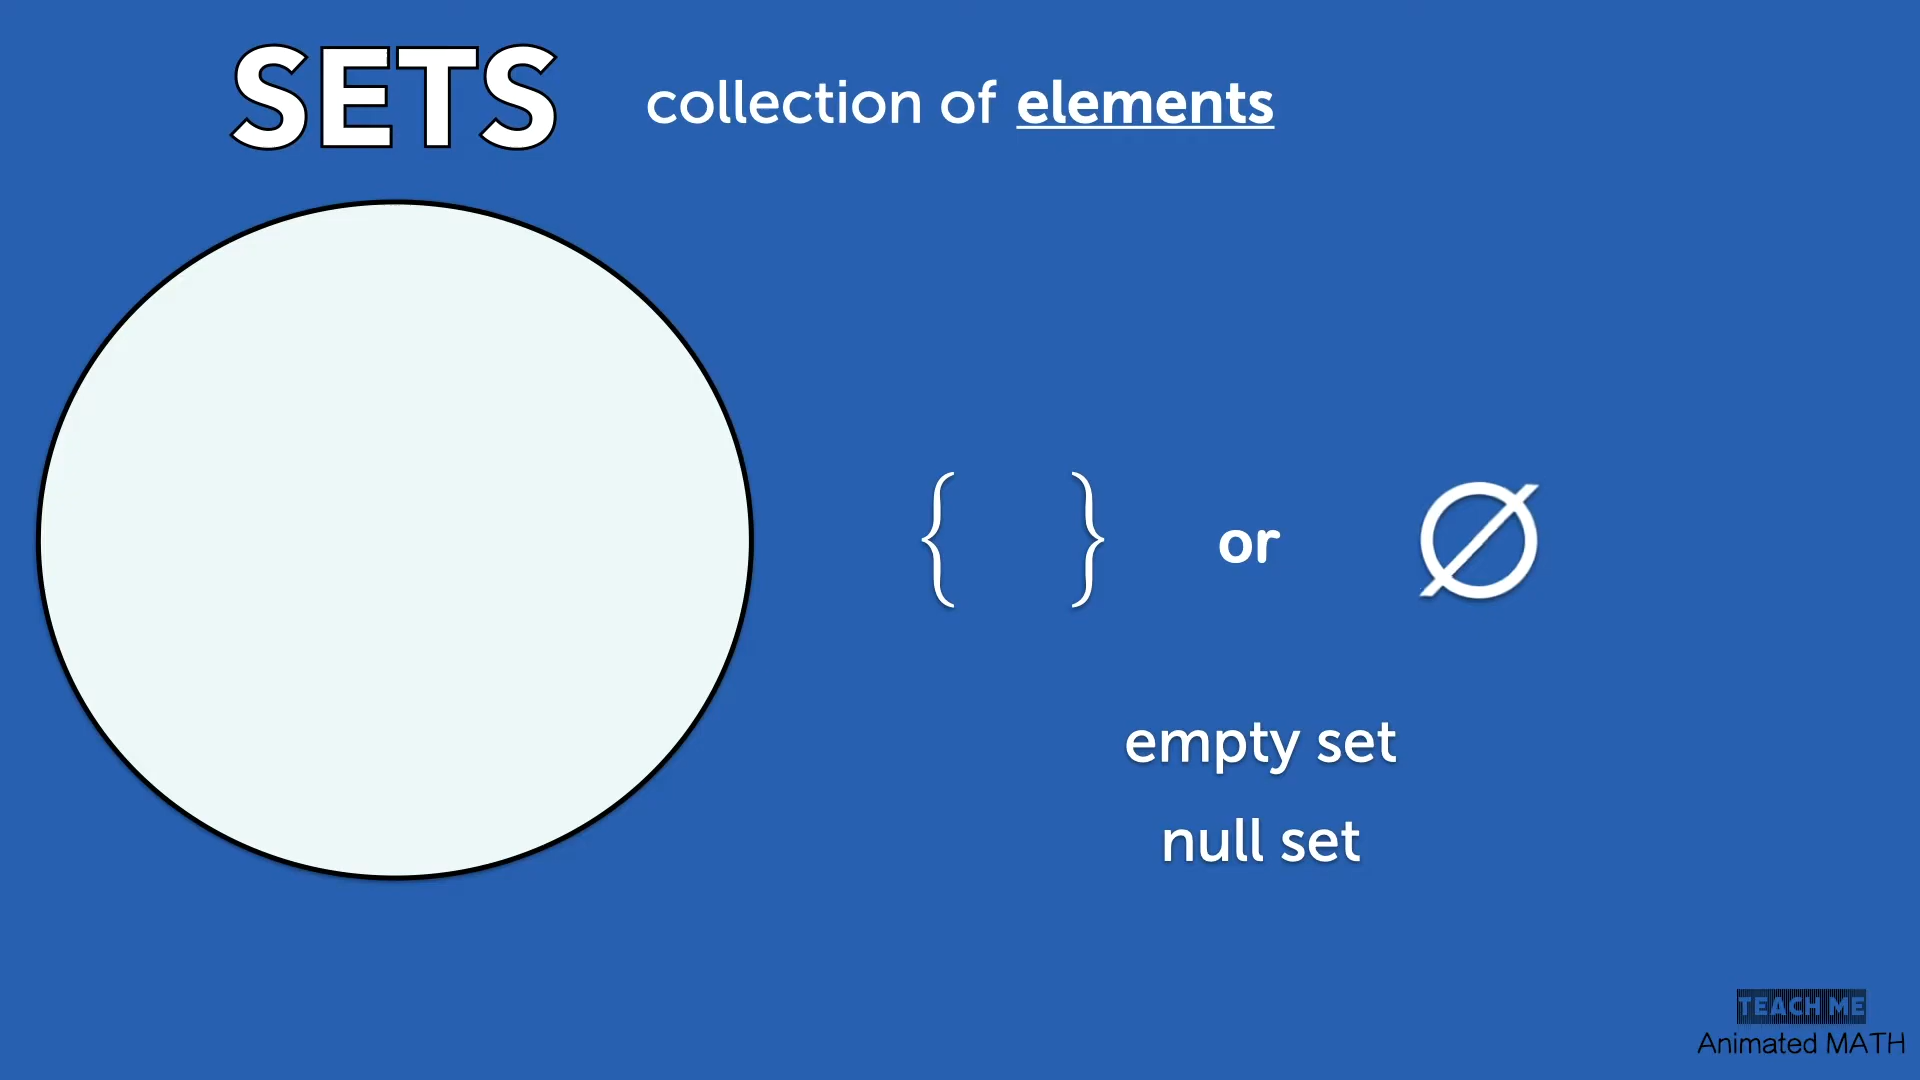 SETS
collection of elements
{ } or Ø
empty set
null set
TEACH ME
Animated MATH